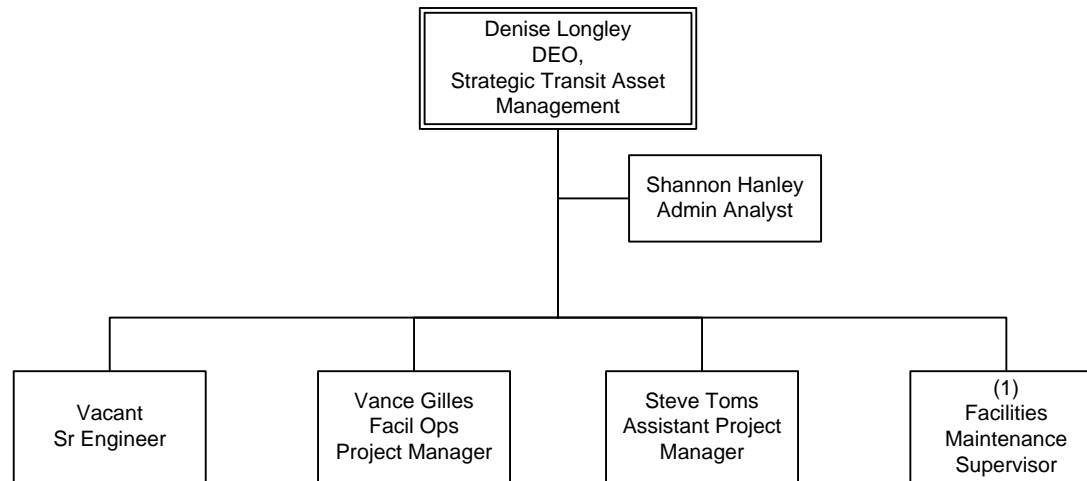 Denise Longley
DEO,
Strategic Transit Asset
Management
Shannon Hanley
Admin Analyst
Vacant
Sr Engineer
Vance Gilles
Facil Ops
Project Manager
Steve Toms
Assistant Project
Manager
(1)
Facilities
Maintenance
Supervisor